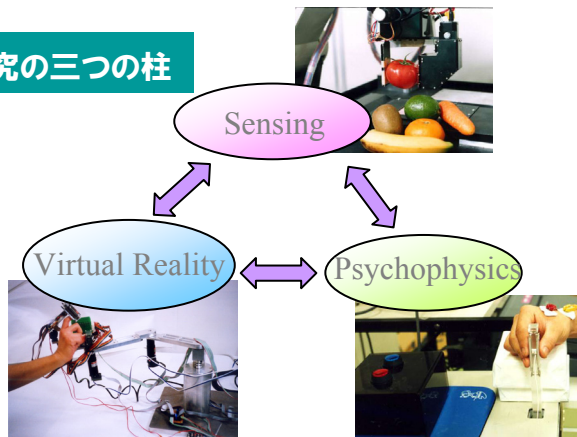 究の三つの柱
Sensing
Virtual Reality
Psychophysics